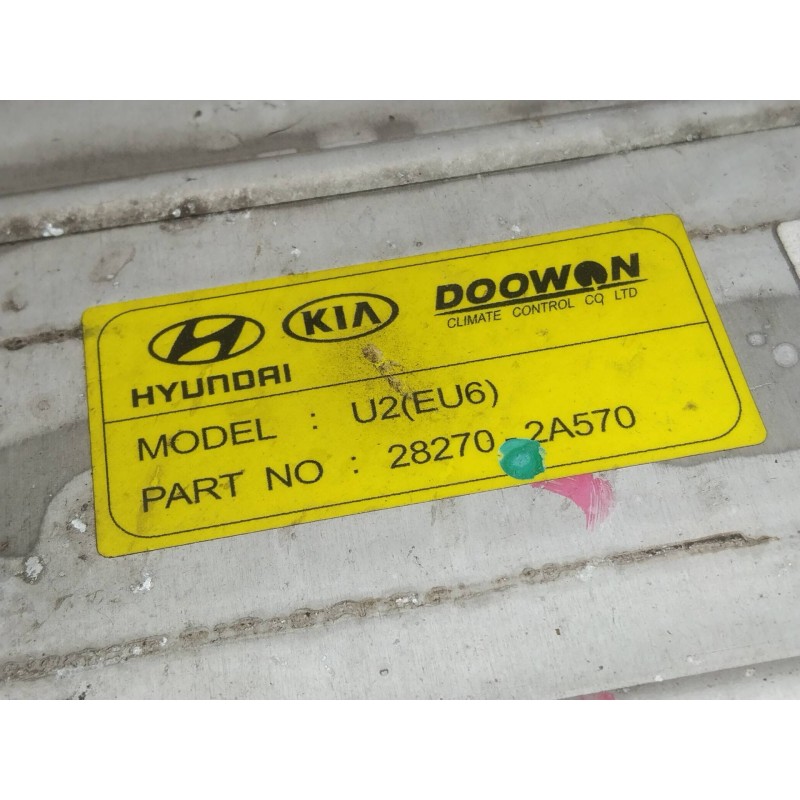 HYUNDAI
KIA
DOOWON
CLIMATE CONTROL CO LTD
MODEL : U2(EU6)
PART NO : 28270-2A570